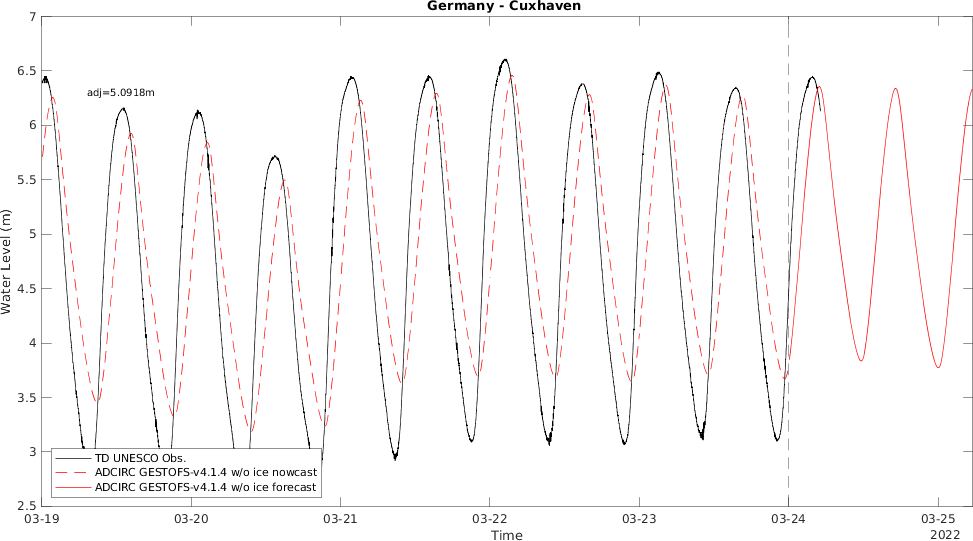 Germany - Cuxhaven
7
6.5
6
5.5
5
4.5
4
3.5
3
2.5
Water Level (m)
adj=5.0918m
TD UNESCO Obs.
ADCIRC GESTOFS-v4.1.4 w/o ice nowcast
ADCIRC GESTOFS-v4.1.4 w/o ice forecast
03-19 03-20 03-21 03-22 03-23 03-24 03-25
Time
2022